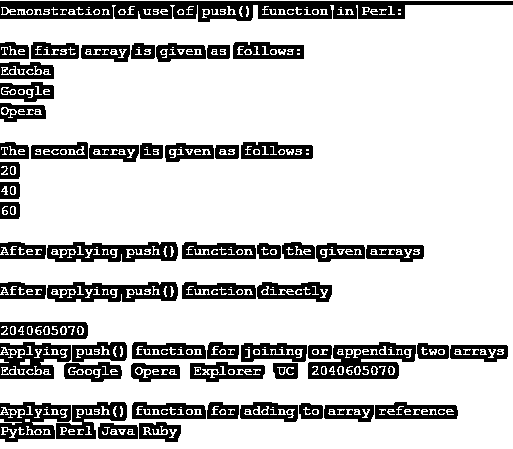 Demonstration of use of push() function in Perl:
The first array is given as follows:
Educba
Google
Opera
The second array is given as follows:
20
40
60
After applying push() function to the given arrays
After applying push() function directly
2040605070
Applying push() function for joining or appending two arrays
Educba Google Opera Explorer UC 2040605070
Applying push() function for adding to array reference
Python Perl Java Ruby